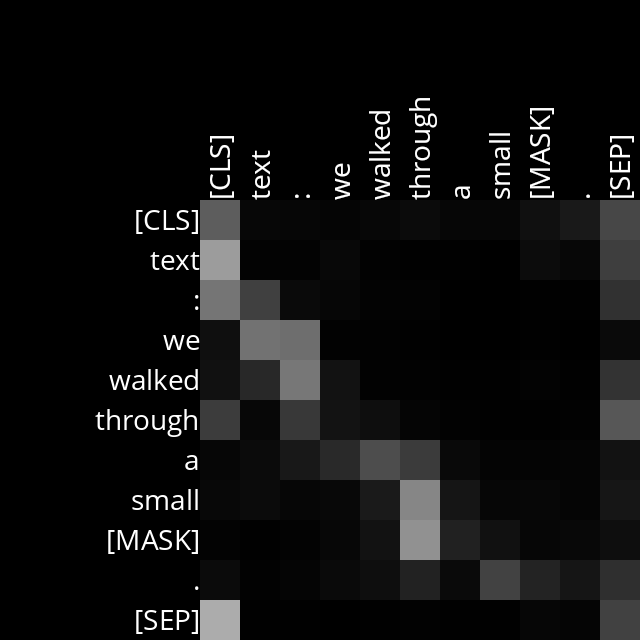 [CLS] text : we walked through a small [MASK] . [SEP]
[CLS]
text
:
we
walked
through
a
small
[MASK]
.
[SEP]